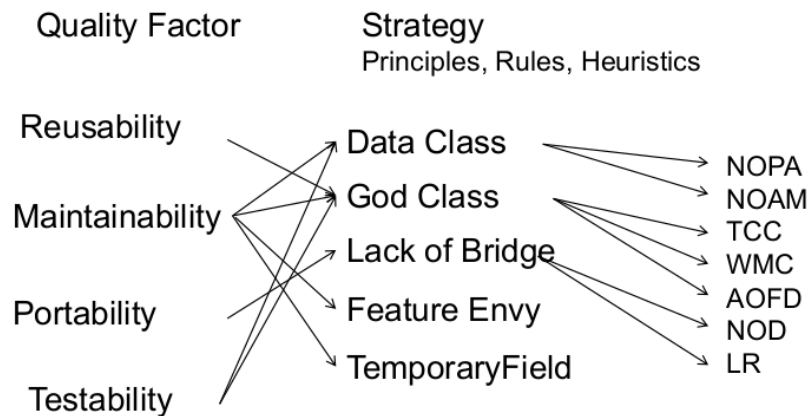 Quality Factor
Strategy
Principles, Rules, Heuristics
Reusability
Maintainability
Portability
Testability
Data Class
God Class
Lack of Bridge
Feature Envy
TemporaryField
NOPA
NOAM
TCC
WMC
AOFD
NOD
LR